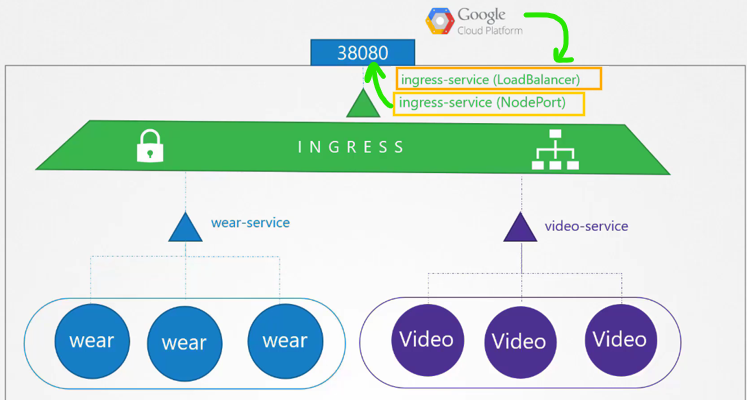 Google
Cloud Platform
38080
ingress-service (LoadBalancer)
ingress-service (NodePort)
INGRESS
wear-service
video-service
wear
wear
wear
Video
Video
Video